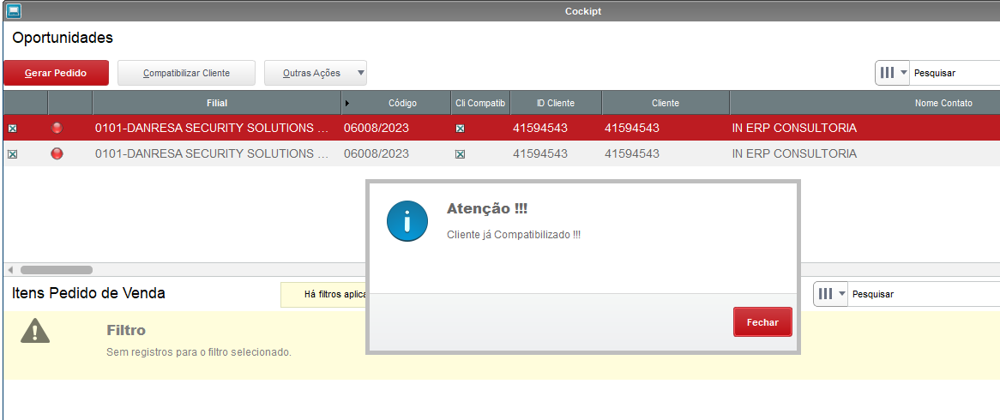 Cockipt
Oportunidades
Gerar Pedido
Compatibilizar Cliente
Outras Ações
Pesquisar
Filial Código Cli Compatib ID Cliente Cliente Nome Contato
0101-DANRESA SECURITY SOLUTIONS ... 06008/2023 41594543 41594543 IN ERP CONSULTORIA
0101-DANRESA SECURITY SOLUTIONS ... 06008/2023 41594543 41594543 IN ERP CONSULTORIA
Atenção !!!
Cliente já Compatibilizado !!!
Fechar
Itens Pedido de Venda
Há filtros aplica
Pesquisar
Filtro
Sem registros para o filtro selecionado.